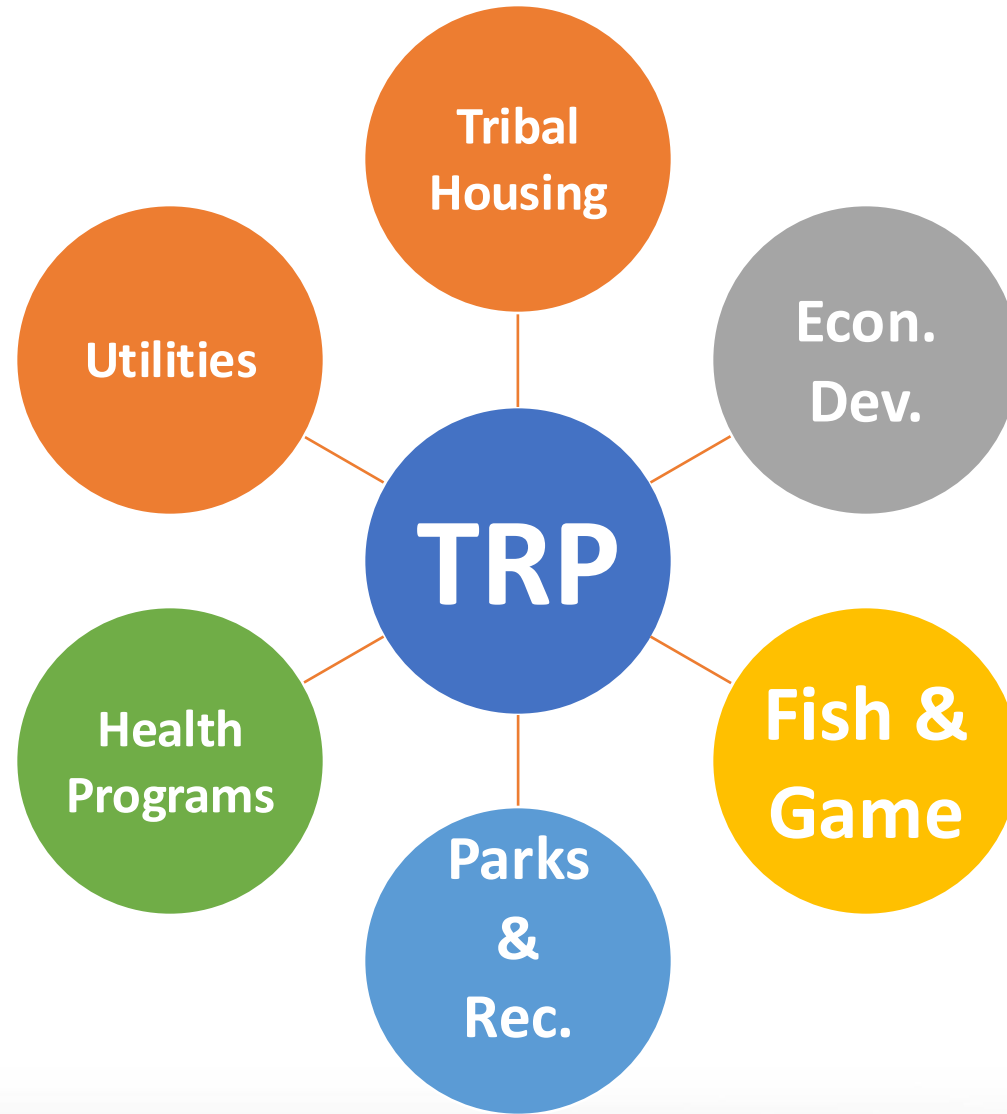 Tribal
Housing
Utilities
Econ.
Dev.
TRP
Health
Programs
Fish &
Game
Parks
&
Rec.